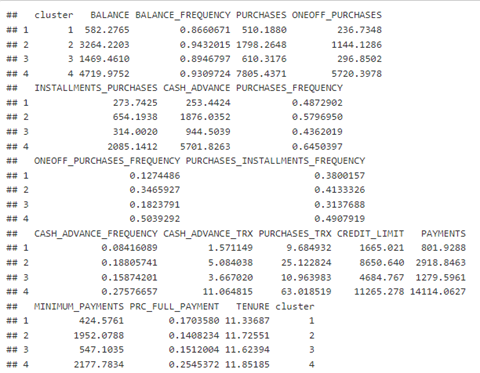 ## cluster BALANCE BALANCE_FREQUENCY PURCHASES ONEOFF_PURCHASES
## 1 1 582.2765 0.8660671 510.1880 236.7348
## 2 2 3264.2203 0.9432015 1798.2648 1144.1286
## 3 3 1469.4610 0.8946797 610.3176 296.8502
## 4 4 4719.9752 0.9309724 7805.4371 5720.3978
## INSTALLMENTS_PURCHASES CASH_ADVANCE PURCHASES_FREQUENCY
## 1 273.7425 253.4424 0.4872902
## 2 654.1938 1876.0352 0.5796950
## 3 314.0020 944.5039 0.4362019
## 4 2085.1412 5701.8263 0.6450397
## ONEOFF_PURCHASES_FREQUENCY PURCHASES_INSTALLMENTS_FREQUENCY
## 1 0.1274486 0.3800157
## 2 0.3465927 0.4133326
## 3 0.1823791 0.3137688
## 4 0.5039292 0.4907919
## CASH_ADVANCE_FREQUENCY CASH_ADVANCE_TRX PURCHASES_TRX CREDIT_LIMIT PAYMENTS
## 1 0.08416089 1.571149 9.684932 1665.021 801.9288
## 2 0.18805741 5.084038 25.122824 8650.640 2918.8463
## 3 0.15874201 3.667020 10.963983 4684.767 1279.5961
## 4 0.27576657 11.064815 63.018519 11265.278 14114.0627
## MINIMUM_PAYMENTS PRC_FULL_PAYMENT TENURE cluster
## 1 424.5761 0.1703580 11.33687 1
## 2 1952.0788 0.1408234 11.72551 2
## 3 547.1035 0.1512004 11.62394 3
## 4 2177.7834 0.2545372 11.85185 4